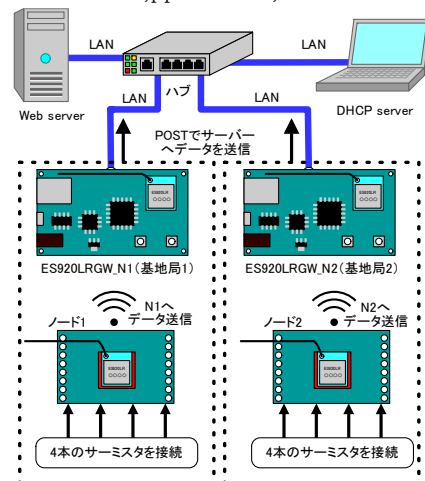 LAN
LAN
ハブ
LAN
LAN
Web server
DHCP server
POSTでサーバー
へデータを送信
ES920LR
ES920LR
ES920LRGW_N1(基地局1)
ES920LRGW_N2(基地局2)
N1へ
データ送信
ノード1
N2へ
データ送信
ノード2
ES920LR
ES920LR
4本のサーミスタを接続
4本のサーミスタを接続